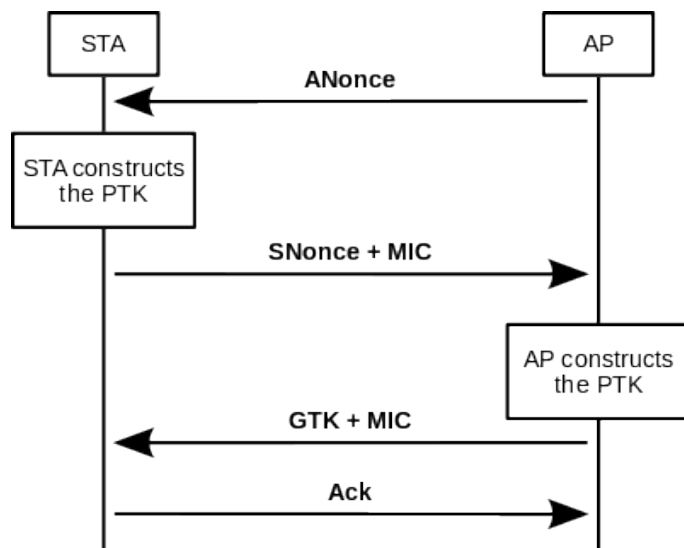 STA
AP
ANonce
STA constructs
the PTK
SNonce + MIC
AP constructs
the PTK
GTK + MIC
Ack